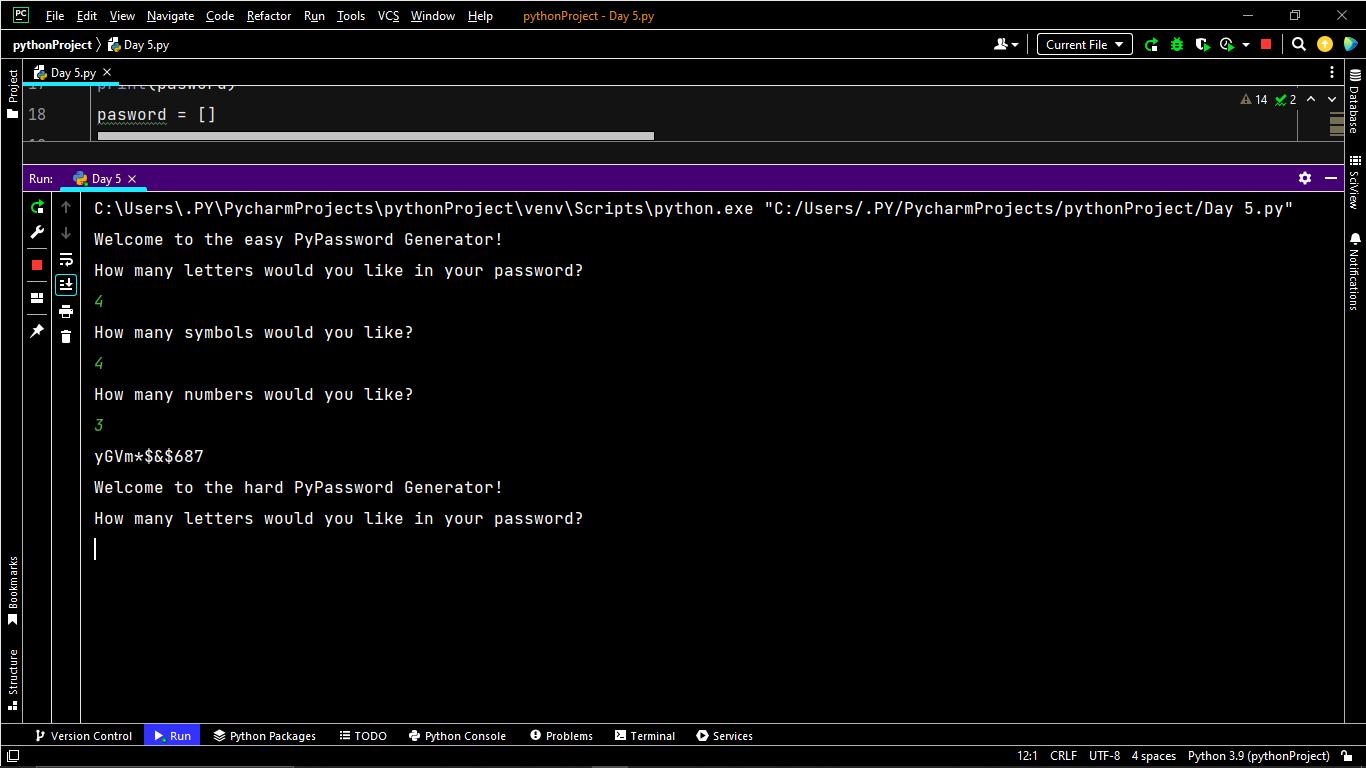 PC File Edit View Navigate Code Refactor Run Tools VCS Window Help pythonProject - Day 5.py
pythonProject Day 5.py Current File
Project
Day 5.py
print(pasword)
18 pasword = []
14 2
Database
SciView
Notifications
Run: Day 5
C:\Users\.PY\PycharmProjects\pythonProject\venv\Scripts\python.exe "C:/Users/.PY/PycharmProjects/pythonProject/Day 5.py"
Welcome to the easy PyPassword Generator!
How many letters would you like in your password?
4
How many symbols would you like?
4
How many numbers would you like?
3
yGVm*$&$687
Welcome to the hard PyPassword Generator!
How many letters would you like in your password?
Bookmarks
Structure
Version Control Run Python Packages TODO Python Console Problems Terminal Services
12:1 CRLF UTF-8 4 spaces Python 3.9 (pythonProject)